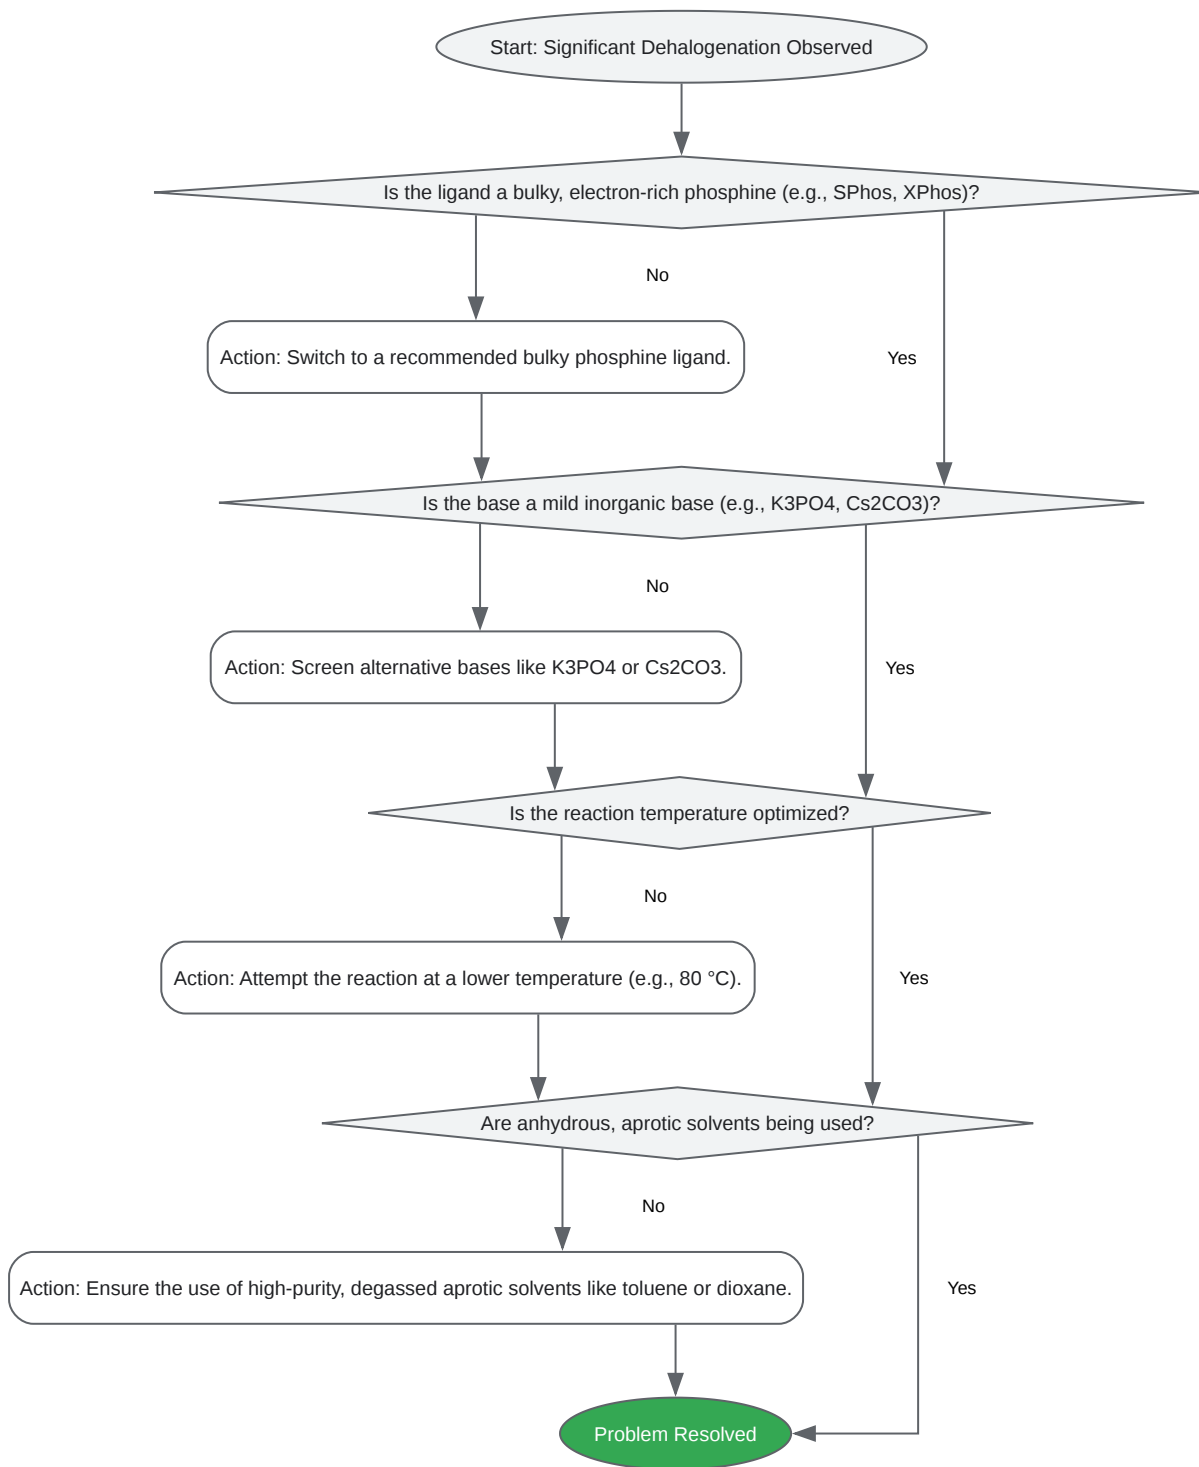 Start: Significant Dehalogenation Observed
Is the ligand a bulky, electron-rich phosphine (e.g., SPhos, XPhos)?
No
Action: Switch to a recommended bulky phosphine ligand.
Yes
Is the base a mild inorganic base (e.g., K3PO4, Cs2CO3)?
No
Action: Screen alternative bases like K3PO4 or Cs2CO3.
Yes
Is the reaction temperature optimized?
No
Action: Attempt the reaction at a lower temperature (e.g., 80 °C).
Yes
Are anhydrous, aprotic solvents being used?
No
Action: Ensure the use of high-purity, degassed aprotic solvents like toluene or dioxane.
Yes
Problem Resolved